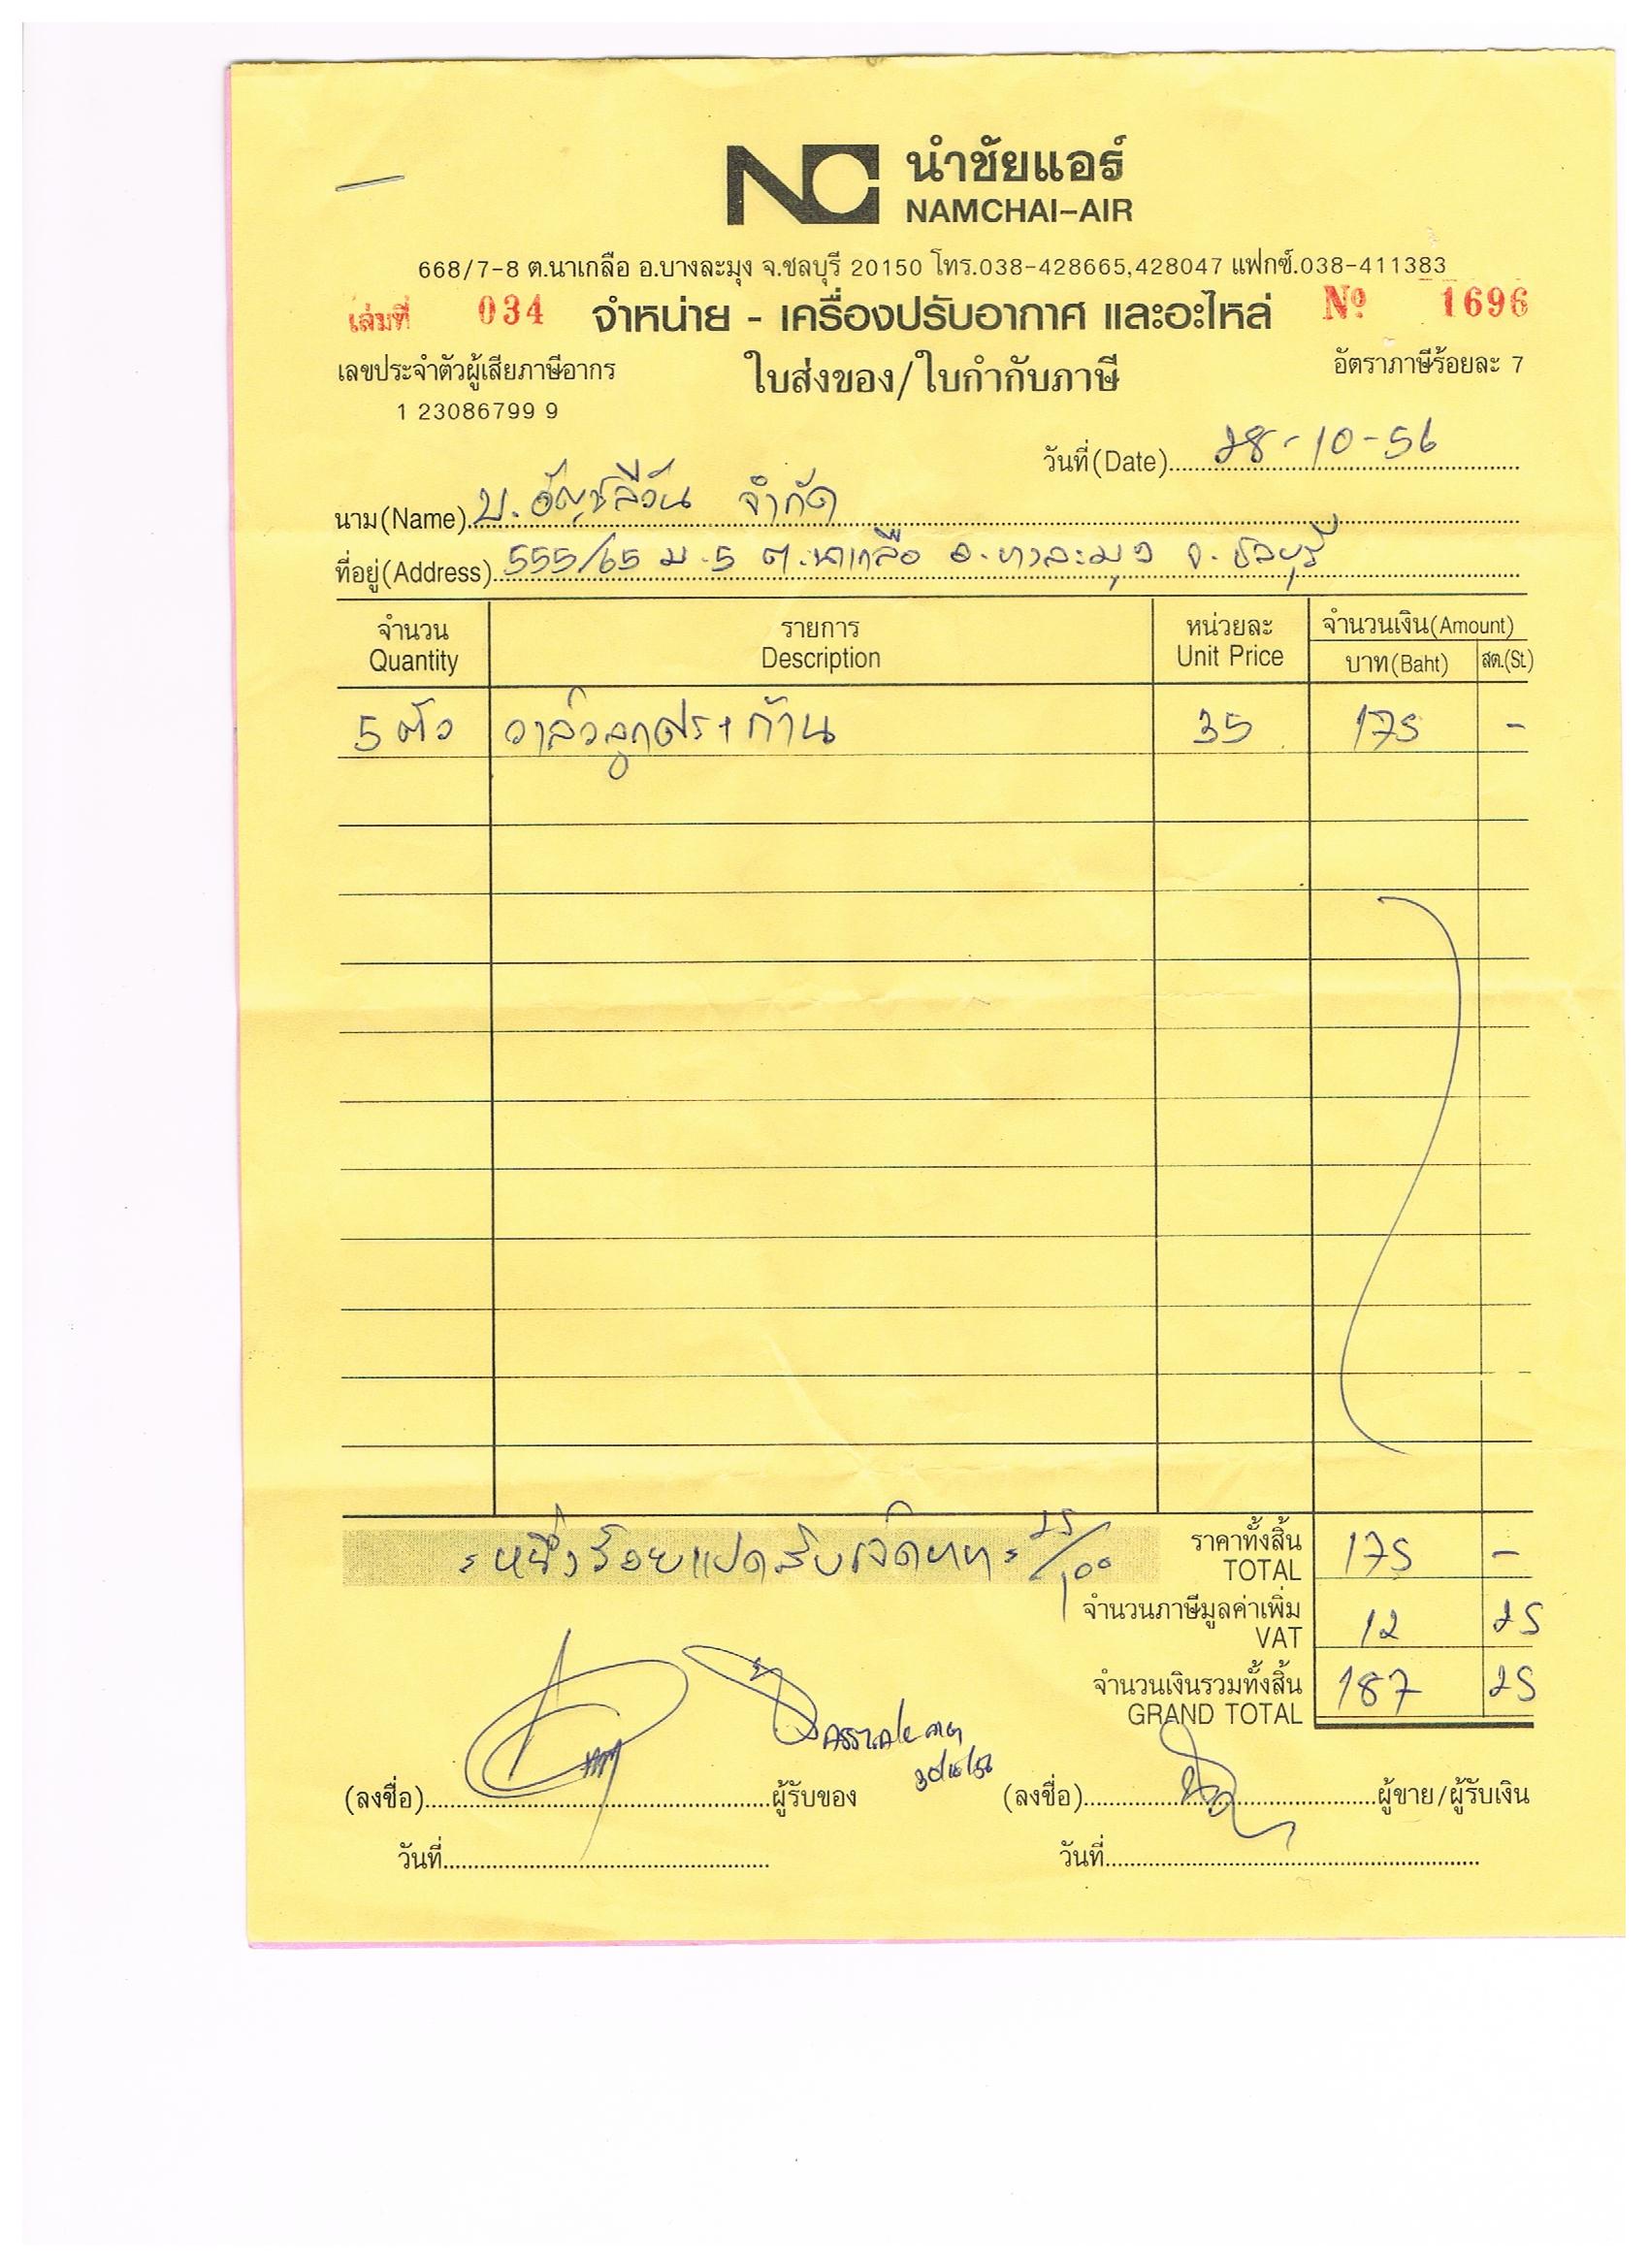 นำชัยแอร์
NAMCHAI-AIR
668/7-8 ต.นาเกลือ อ.บางละมุง จ.ชลบุรี 20150 โทร.038-428665,428047 แฟกซ์.038-411383
เล่มที่ 034 จำหน่าย - เครื่องปรับอากาศ และอะไหล่ Nº 1696
เลขประจำตัวผู้เสียภาษีอากร ใบส่งของ/ใบกำกับภาษี อัตราภาษีร้อยละ 7
1 23086799 9
วันที่(Date) 28-10-56
นาม(Name) บ. อัญชลีวัน จำกัด
ที่อยู่(Address) 555/65 ม.5 ต.นาเกลือ อ.บางละมุง จ.ชลบุรี
จำนวน รายการ หน่วยละ จำนวนเงิน(Amount)
Quantity Description Unit Price บาท(Baht) สต.(St.)
5 ตัว วาล์วลูกศร+ก้าน 35 175 -
=หนึ่งร้อยแปดสิบเจ็ดบาท= 25/100 ราคาทั้งสิ้น 175 -
TOTAL
จำนวนภาษีมูลค่าเพิ่ม 12 25
VAT
จำนวนเงินรวมทั้งสิ้น 187 25
GRAND TOTAL
(ลงชื่อ) ผู้รับของ (ลงชื่อ) ผู้ขาย/ผู้รับเงิน
วันที่ วันที่